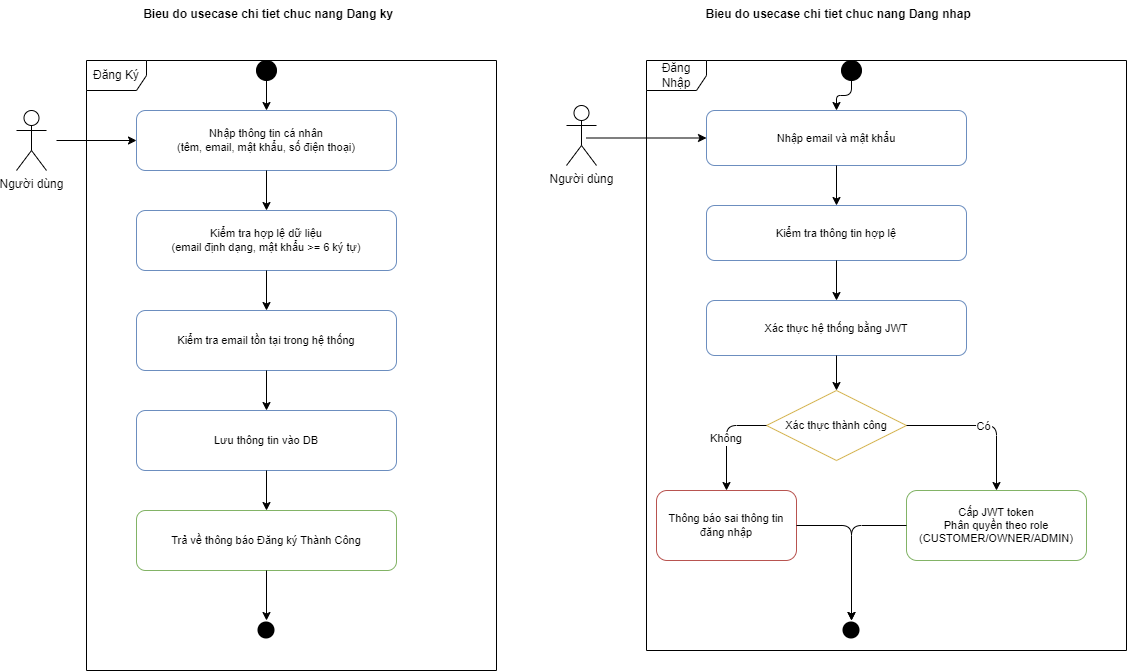 Bieu do usecase chi tiet chuc nang Dang ky
Đăng Ký
Người dùng
Nhập thông tin cá nhân
(têm, email, mật khẩu, số điện thoại)
Kiểm tra hợp lệ dữ liệu
(email định dạng, mật khẩu >= 6 ký tự)
Kiểm tra email tồn tại trong hệ thống
Lưu thông tin vào DB
Trả về thông báo Đăng ký Thành Công
Bieu do usecase chi tiet chuc nang Dang nhap
Đăng
Nhập
Người dùng
Nhập email và mật khẩu
Kiểm tra thông tin hợp lệ
Xác thực hệ thống bằng JWT
Xác thực thành công
Không
Có
Thông báo sai thông tin
đăng nhập
Cấp JWT token
Phân quyền theo role
(CUSTOMER/OWNER/ADMIN)